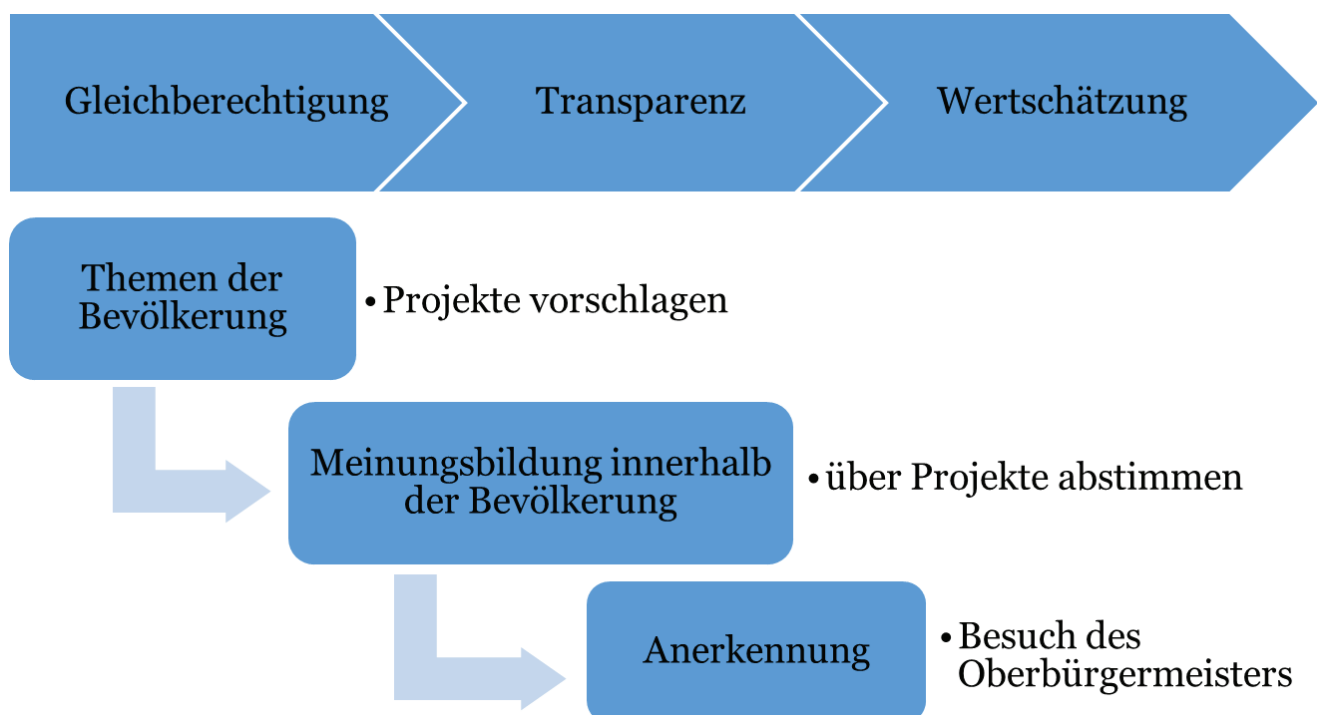 Gleichberechtigung
Transparenz
Wertschätzung
Themen der
Bevölkerung
• Projekte vorschlagen
Meinungsbildung innerhalb
der Bevölkerung
• über Projekte abstimmen
Anerkennung
• Besuch des
Oberbürgermeisters